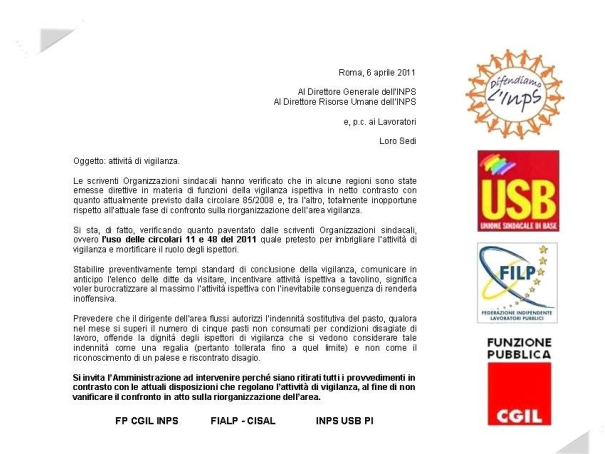 Roma, 6 aprile 2011
Al Direttore Generale dell'INPS
Al Direttore Risorse Umane dell'INPS
e, p.c. ai Lavoratori
Loro Sedi
Oggetto: attività di vigilanza.
Le scriventi Organizzazioni sindacali hanno verificato che in alcune regioni sono state
emesse direttive in materia di funzioni della vigilanza ispettiva in netto contrasto con
quanto attualmente previsto dalla circolare 85/2008 e, tra l'altro, totalmente inopportune
rispetto all'attuale fase di confronto sulla riorganizzazione dell'area vigilanza.
Si sta, di fatto, verificando quanto paventato dalle scriventi Organizzazioni sindacali,
ovvero l'uso delle circolari 11 e 48 del 2011 quale pretesto per imbrigliare l'attività di
vigilanza e mortificare il ruolo degli ispettori.
Stabilire preventivamente tempi standard di conclusione della vigilanza, comunicare in
anticipo l'elenco delle ditte da visitare, incentivare attività ispettiva a tavolino, significa
voler burocratizzare al massimo l'attività ispettiva con l'inevitabile conseguenza di renderla
inoffensiva.
Prevedere che il dirigente dell'area flussi autorizzi l'indennità sostitutiva del pasto, qualora
nel mese si superi il numero di cinque pasti non consumati per condizioni disagiate di
lavoro, offende la dignità degli ispettori di vigilanza che si vedono considerare tale
indennità come una regalia (pertanto tollerata fino a quel limite) e non come il
riconoscimento di un palese e riscontrato disagio.
Si invita l'Amministrazione ad intervenire perché siano ritirati tutti i provvedimenti in
contrasto con le attuali disposizioni che regolano l'attività di vigilanza, al fine di non
vanificare il confronto in atto sulla riorganizzazione dell'area.
FP CGIL INPS FIALP - CISAL INPS USB PI
Difendiamo
L'Inps
USB
UNIONE SINDACALE DI BASE
FILP
FEDERAZIONE INDIPENDENTE
LAVORATORI PUBBLICI
FUNZIONE
PUBBLICA
CGIL